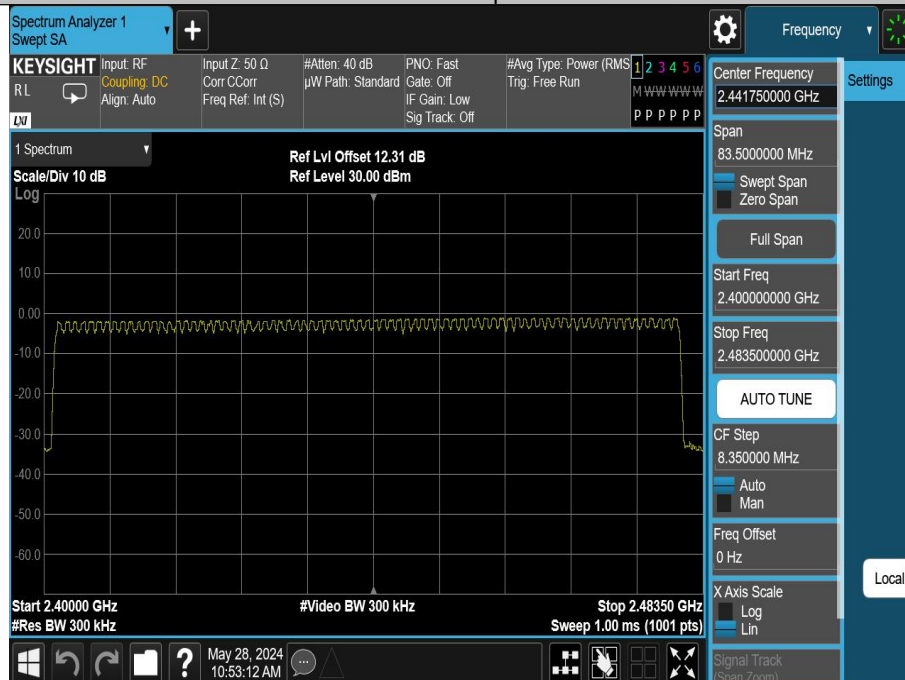 Spectrum Analyzer 1
Swept SA
Frequency
KEYSIGHT
RL
LXI
Input: RF
Coupling: DC
Align: Auto
Input Z: 50 Ω
Corr CCorr
Freq Ref: Int (S)
#Atten: 40 dB
µW Path: Standard
PNO: Fast
Gate: Off
IF Gain: Low
Sig Track: Off
#Avg Type: Power (RMS
Trig: Free Run
1 2 3 4 5 6
M W W W W W
P P P P P P
1 Spectrum
Scale/Div 10 dB
Ref Lvl Offset 12.31 dB
Ref Level 30.00 dBm
Log
20.0
10.0
0.00
-10.0
-20.0
-30.0
-40.0
-50.0
-60.0
Start 2.40000 GHz
#Res BW 300 kHz
#Video BW 300 kHz
Stop 2.48350 GHz
Sweep 1.00 ms (1001 pts)
?
May 28, 2024
10:53:12 AM
Center Frequency
2.441750000 GHz
Settings
Span
83.5000000 MHz
Swept Span
Zero Span
Full Span
Start Freq
2.400000000 GHz
Stop Freq
2.483500000 GHz
AUTO TUNE
CF Step
8.350000 MHz
Auto
Man
Freq Offset
0 Hz
Local
X Axis Scale
Log
Lin
Signal Track
(Span Zoom)